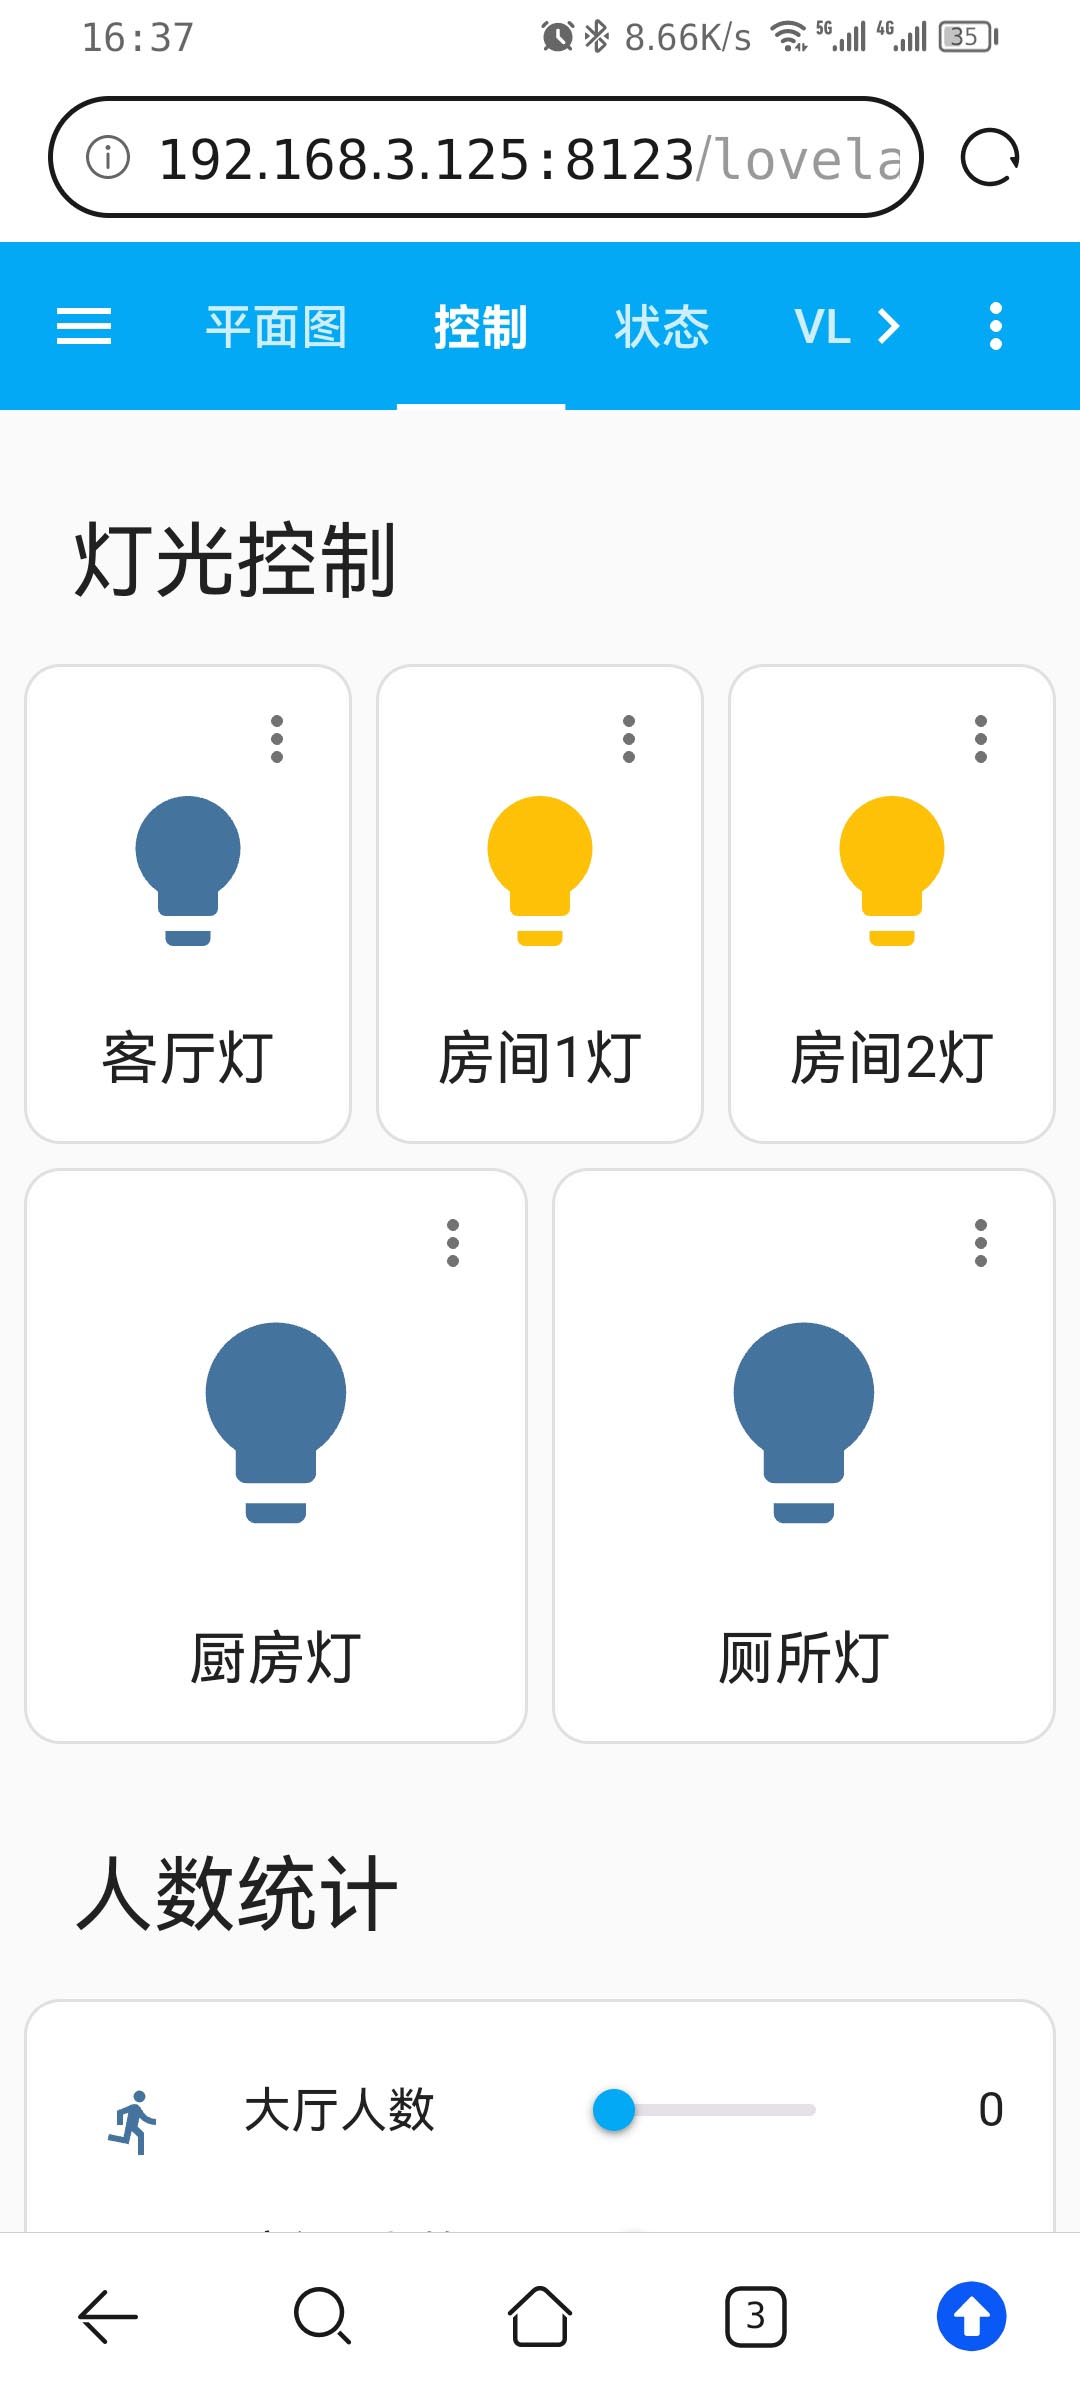 16:37 8.66K/s 5G 4G 35
192.168.3.125:8123/lovela
平面图 控制 状态 VL
灯光控制
客厅灯 房间1灯 房间2灯
厨房灯 厕所灯
人数统计
大厅人数 0
3